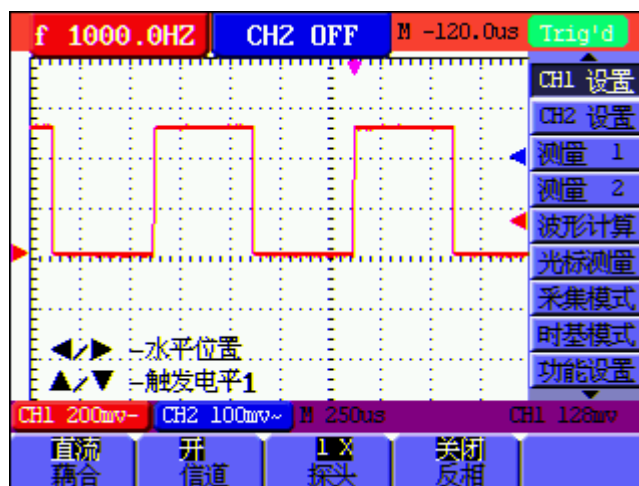 f 1000.0HZ CH2 OFF M -120.0us Trig'd
CH1 设置
CH2 设置
测量 1
测量 2
波形计算
光标测量
采集模式
时基模式
功能设置
◀/▶ -水平位置
▲/▼ -触发电平1
CH1 200mv- CH2 100mv~ M 250us CH1 128mv
直流 开 1 X 关闭
藕合 信道 探头 反相